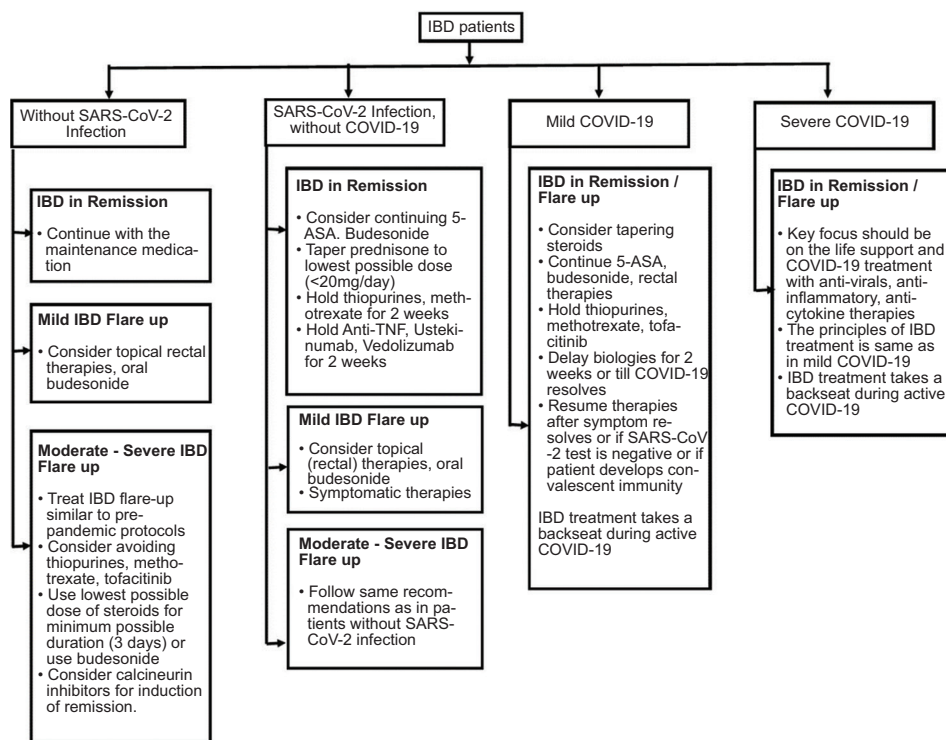 IBD patients
Without SARS-CoV-2
Infection
IBD in Remission
• Continue with the
maintenance medica-
tion
Mild IBD Flare up
• Consider topical rectal
therapies, oral
budesonide
Moderate - Severe IBD
Flare up
• Treat IBD flare-up
similar to pre-
pandemic protocols
• Consider avoiding
thiopurines, metho-
trexate, tofacitinib
• Use lowest possible
dose of steroids for
minimum possible
duration (3 days) or
use budesonide
• Consider calcineurin
inhibitors for induction
of remission.
SARS-CoV-2 Infection,
without COVID-19
IBD in Remission
• Consider continuing 5-
ASA. Budesonide
• Taper prednisone to
lowest possible dose
(<20mg/day)
• Hold thiopurines, meth-
otrexate for 2 weeks
• Hold Anti-TNF, Usteki-
numab, Vedolizumab
for 2 weeks
Mild IBD Flare up
• Consider topical
(rectal) therapies, oral
budesonide
• Symptomatic therapies
Moderate - Severe IBD
Flare up
• Follow same recom-
mendations as in pa-
tients without SARS-
CoV-2 infection
Mild COVID-19
IBD in Remission /
Flare up
• Consider tapering
steroids
• Continue 5-ASA,
budesonide, rectal
therapies
• Hold thiopurines,
methotrexate, tofa-
citinib
• Delay biologies for 2
weeks or till COVID-19
resolves
• Resume therapies
after symptom re-
solves or if SARS-CoV
-2 test is negative or if
patient develops con-
valescent immunity
IBD treatment takes a
backseat during active
COVID-19
Severe COVID-19
IBD in Remission /
Flare up
• Key focus should be
on the life support and
COVID-19 treatment
with anti-virals, anti-
inflammatory, anti-
cytokine therapies
• The principles of IBD
treatment is same as
in mild COVID-19
• IBD treatment takes a
backseat during active
COVID-19